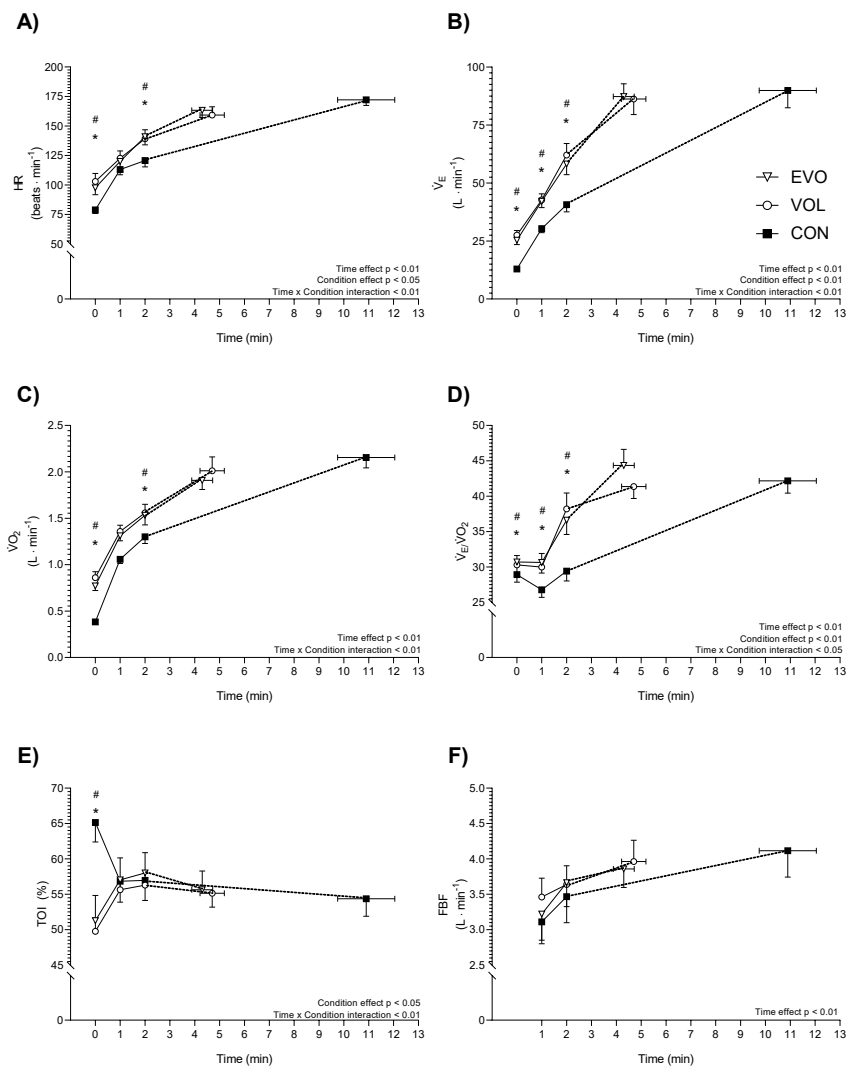 A)
#
*
#
*
200
175
150
125
100
75
50
0
HR
(beats · min-1)
Time effect p < 0.01
Condition effect p < 0.05
Time x Condition interaction < 0.01
0 1 2 3 4 5 6 7 8 9 10 11 12 13
Time (min)
B)
#
*
#
*
#
*
100
75
50
25
0
V̇E
(L · min-1)
EVO
VOL
CON
Time effect p < 0.01
Condition effect p < 0.01
Time x Condition interaction < 0.01
0 1 2 3 4 5 6 7 8 9 10 11 12 13
Time (min)
C)
#
*
#
*
2.5
2.0
1.5
1.0
0.5
0.0
V̇O2
(L · min-1)
Time effect p < 0.01
Time x Condition interaction < 0.01
0 1 2 3 4 5 6 7 8 9 10 11 12 13
Time (min)
D)
#
*
#
*
#
*
50
45
40
35
30
25
0
V̇E/V̇O2
Time effect p < 0.01
Condition effect p < 0.01
Time x Condition interaction < 0.05
0 1 2 3 4 5 6 7 8 9 10 11 12 13
Time (min)
E)
#
*
70
65
60
55
50
45
0
TOI (%)
Condition effect p < 0.05
Time x Condition interaction < 0.01
0 1 2 3 4 5 6 7 8 9 10 11 12 13
Time (min)
F)
5.0
4.5
4.0
3.5
3.0
2.5
0.0
FBF
(L · min-1)
Time effect p < 0.01
1 2 3 4 5 6 7 8 9 10 11 12 13
Time (min)